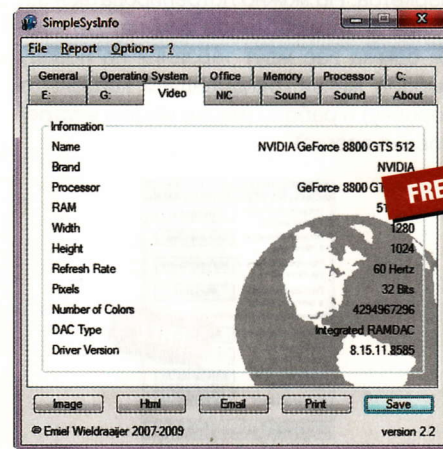 SimpleSysInfo
File Report Options ?
General Operating System Office Memory Processor C:
E: G: Video NIC Sound Sound About
Information
Name NVIDIA GeForce 8800 GTS 512
Brand NVIDIA
Processor GeForce 8800
RAM
Width 1280
Height 1024
Refresh Rate 60 Hertz
Pixels 32 Bits
Number of Colors 4294967296
DAC Type Integrated RAMDAC
Driver Version 8.15.11.8585
Image Html Email Print Save
© Emiel Wieldraaijer 2007-2009 version 2.2